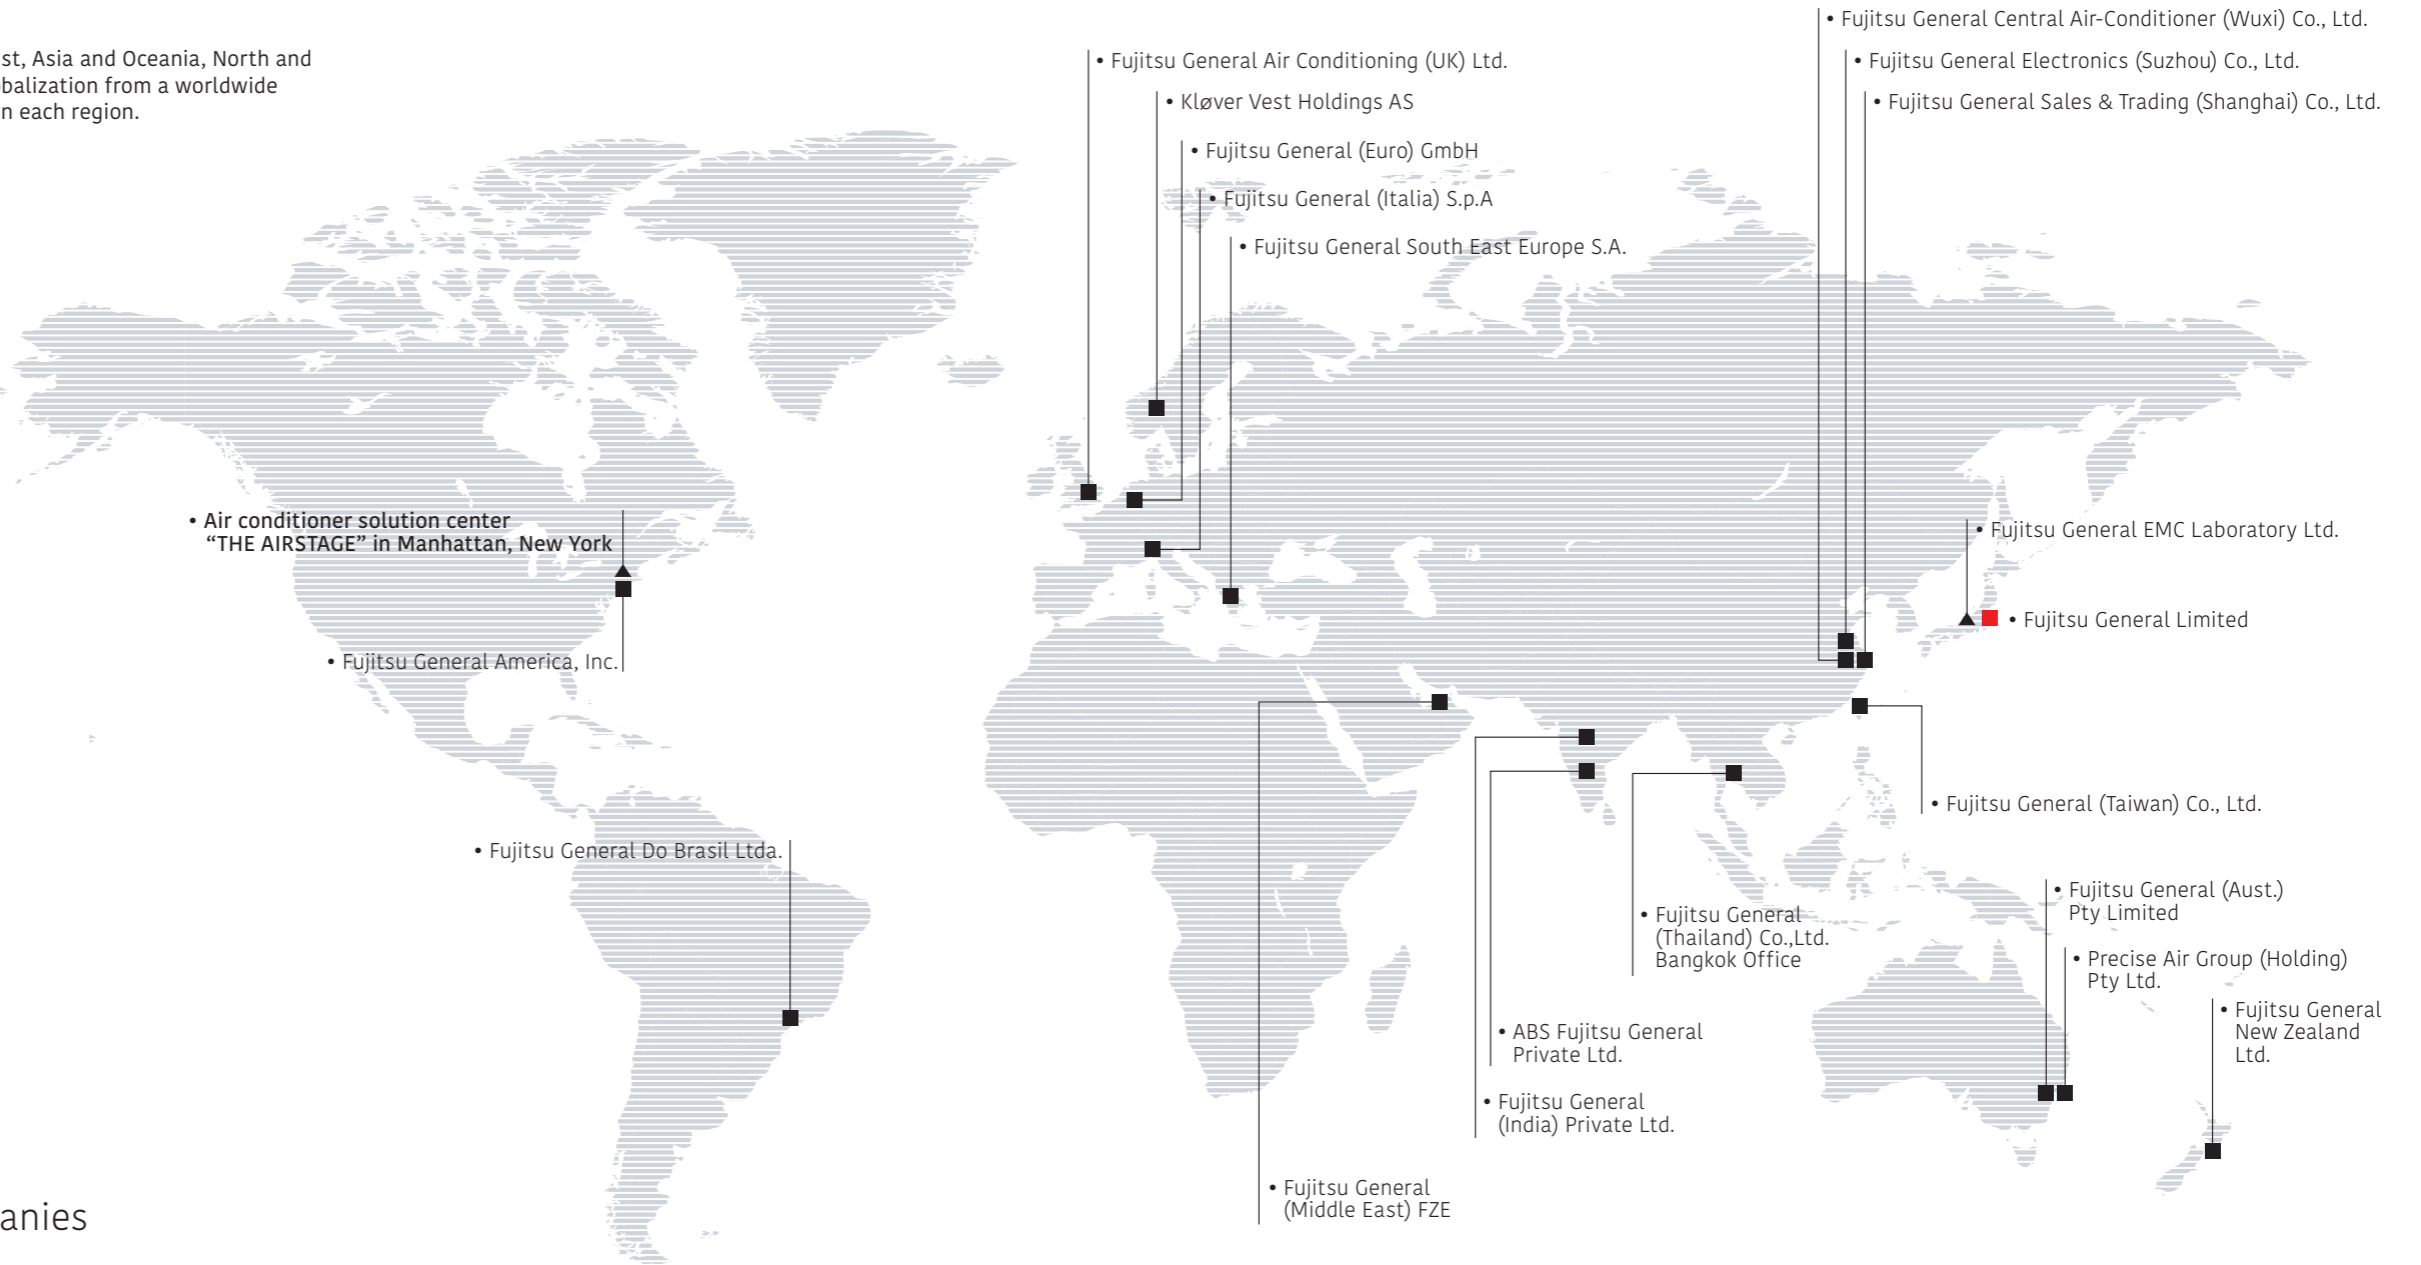 st, Asia and Oceania, North and
balization from a worldwide
n each region.
• Fujitsu General Air Conditioning (UK) Ltd.
• Kløver Vest Holdings AS
• Fujitsu General (Euro) GmbH
• Fujitsu General (Italia) S.p.A
• Fujitsu General South East Europe S.A.
• Fujitsu General Central Air-Conditioner (Wuxi) Co., Ltd.
• Fujitsu General Electronics (Suzhou) Co., Ltd.
• Fujitsu General Sales & Trading (Shanghai) Co., Ltd.
• Air conditioner solution center
“THE AIRSTAGE” in Manhattan, New York
• Fujitsu General America, Inc.
• Fujitsu General Do Brasil Ltda.
• Fujitsu General EMC Laboratory Ltd.
• Fujitsu General Limited
• Fujitsu General (Taiwan) Co., Ltd.
• Fujitsu General
(Thailand) Co.,Ltd.
Bangkok Office
• ABS Fujitsu General
Private Ltd.
• Fujitsu General
(India) Private Ltd.
• Fujitsu General
(Middle East) FZE
• Fujitsu General (Aust.)
Pty Limited
• Precise Air Group (Holding)
Pty Ltd.
• Fujitsu General
New Zealand
Ltd.
anies